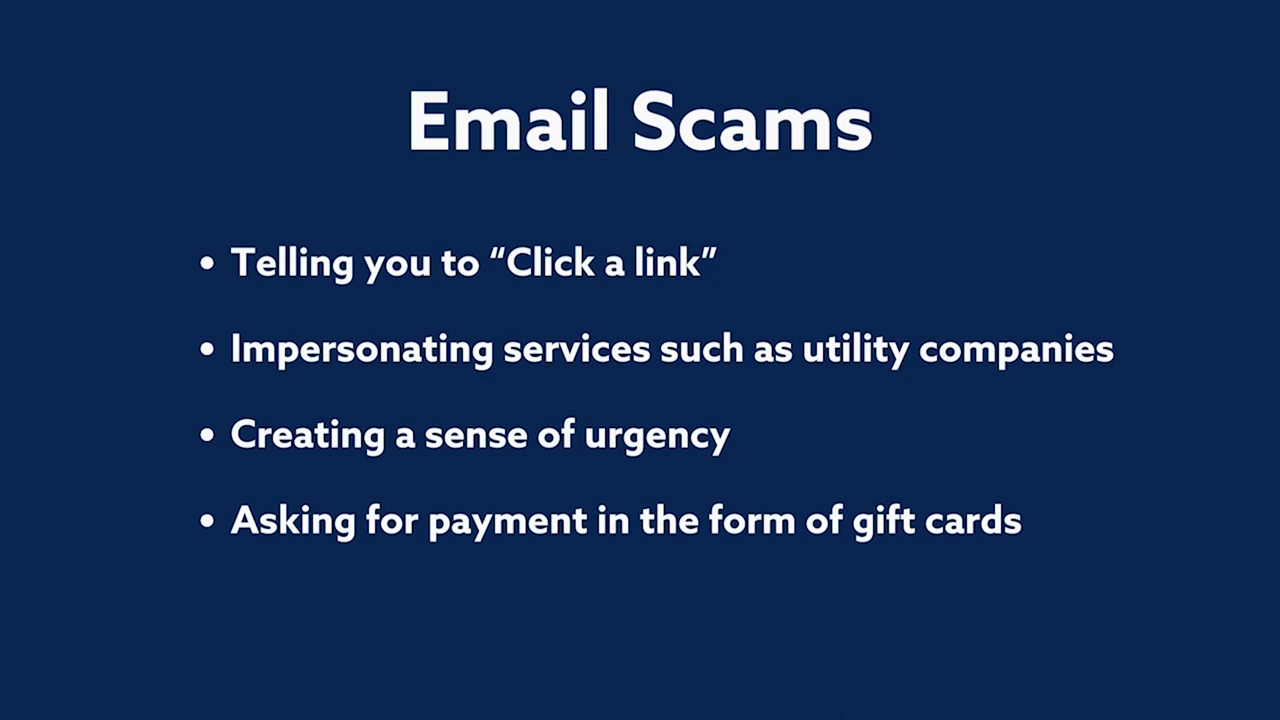 Email Scams
• Telling you to “Click a link”
• Impersonating services such as utility companies
• Creating a sense of urgency
• Asking for payment in the form of gift cards